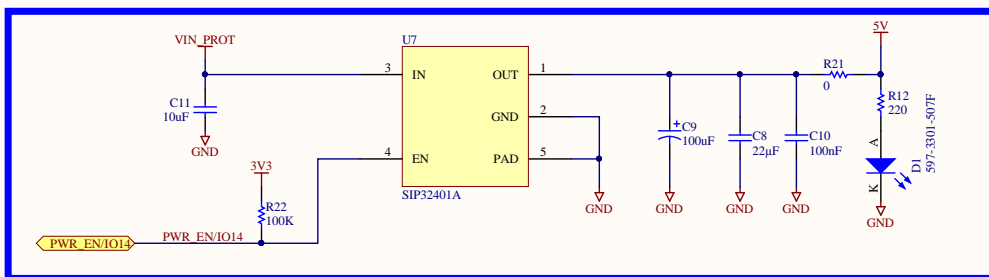 VIN_PROT
C11
10uF
GND
3V3
R22
100K
PWR_EN/IO14
PWR_EN/IO14
U7
3 IN
OUT 1
GND 2
4 EN
PAD 5
SIP32401A
GND
C9
100uF
GND
C8
22µF
GND
C10
100nF
GND
R21
0
5V
R12
220
A
K
D1
597-3301-507F
GND